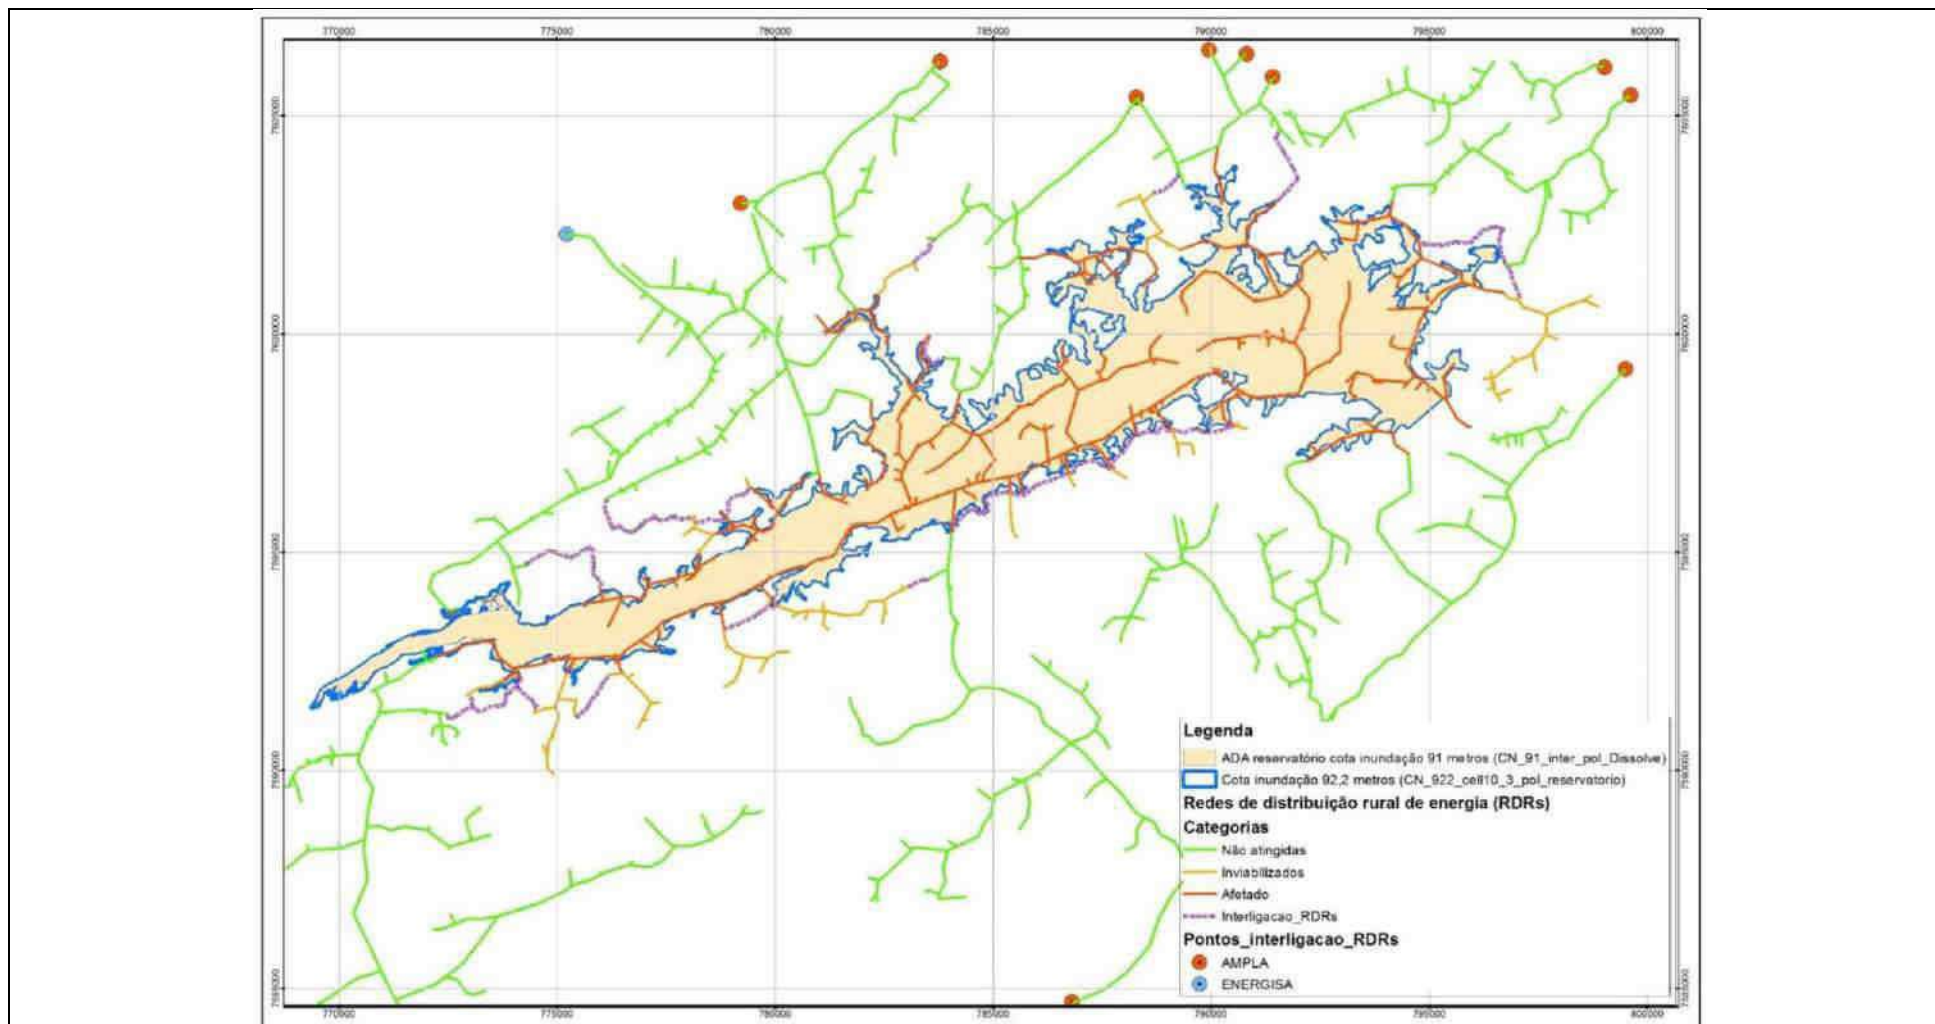 770000 775000 780000 785000 790000 795000 800000
Legenda
ADA reservatório cota inundação 91 metros (CN_91_inter_pol_Dissolve)
Cota inundação 92,2 metros (CN_922_cell10_3_pol_reservatorio)
Redes de distribuição rural de energia (RDRs)
Categorias
Não atingidas
Inviabilizados
Afetado
Interligacao_RDRs
Pontos_interligacao_RDRs
AMPLA
ENERGISA
770000 775000 780000 785000 790000 795000 800000